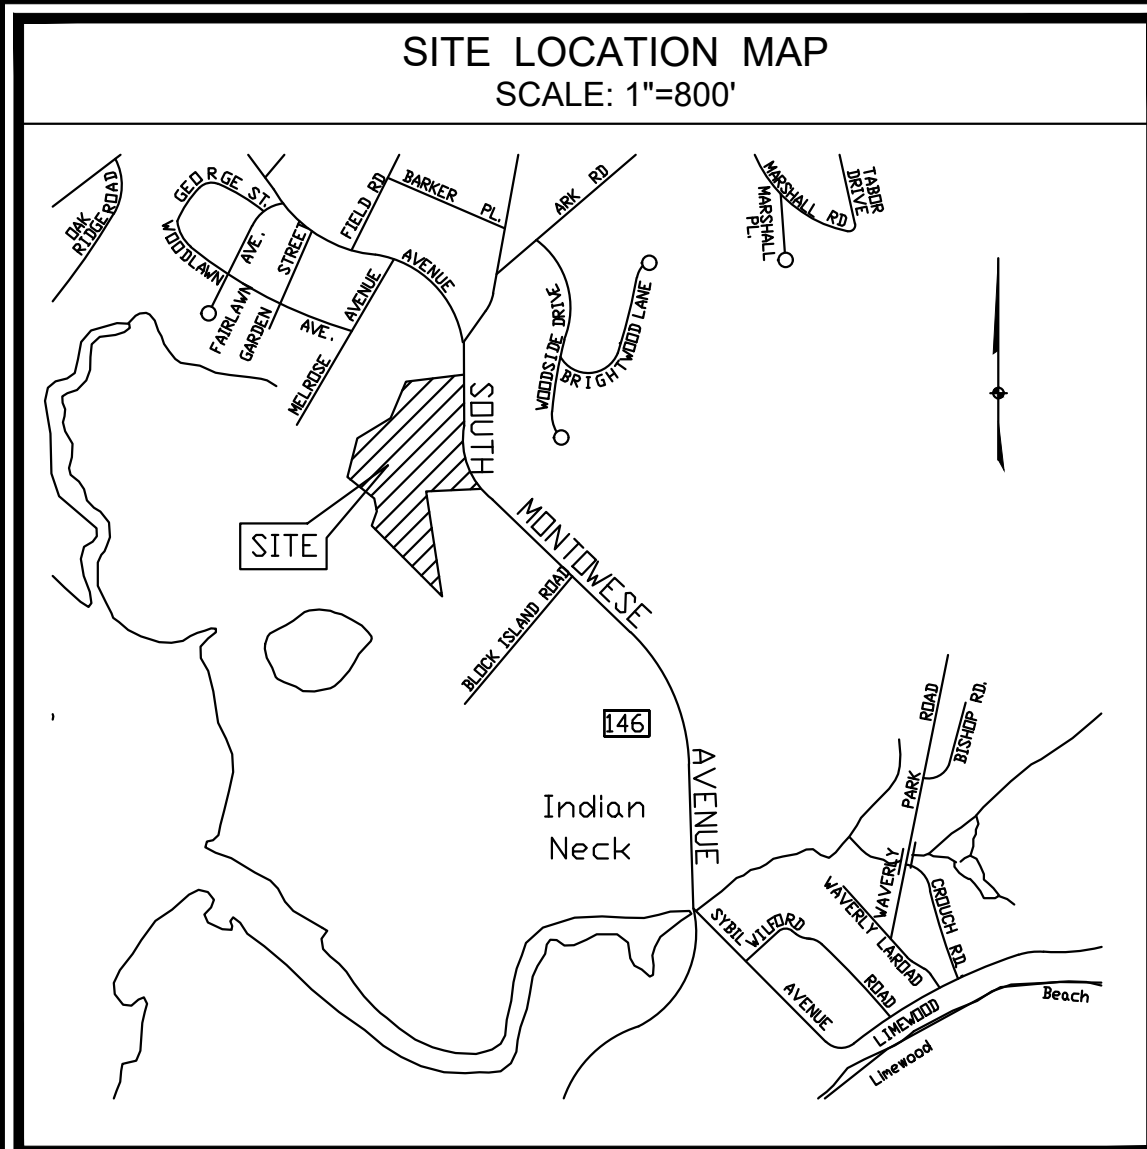 SITE LOCATION MAP
SCALE: 1"=800'
OAK
RIDGE ROAD
GEORGE ST.
WOODLAWN
AVE.
FAIRLAWN
AVE.
GARDEN
STREET
FIELD RD
BARKER
PL.
ARK RD
MELROSE
AVENUE
AVENUE
WOODSIDE DRIVE
BRIGHTWOOD LANE
MARSHALL RD
MARSHALL
PL.
TABOR
DRIVE
SOUTH
MONTOWESE
AVENUE
SITE
BLOCK ISLAND ROAD
146
Indian
Neck
WAVERLY
PARK
ROAD
BISHOP RD.
CROUCH RD.
WAVERLY LA.ROAD
SYBIL
AVENUE
WILFORD
ROAD
LIMEWOOD
Limewood
Beach